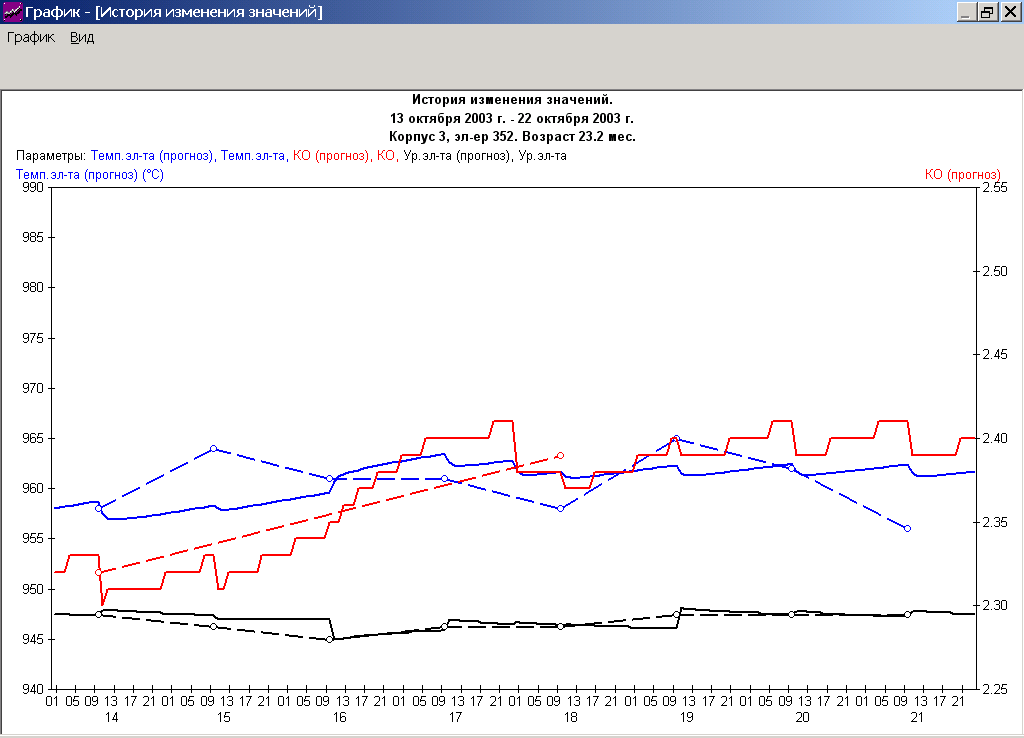 График - [История изменения значений]
График Вид
История изменения значений.
13 октября 2003 г. - 22 октября 2003 г.
Корпус 3, эл-ер 352. Возраст 23.2 мес.
Параметры: Темп.эл-та (прогноз), Темп.эл-та, КО (прогноз), КО, Ур.эл-та (прогноз), Ур.эл-та
Темп.эл-та (прогноз) (°C) КО (прогноз)
990 2.55
985
980 2.50
975
2.45
970
965 2.40
960
955 2.35
950
2.30
945
940 2.25
01 05 09 13 17 21 01 05 09 13 17 21 01 05 09 13 17 21 01 05 09 13 17 21 01 05 09 13 17 21 01 05 09 13 17 21 01 05 09 13 17 21 01 05 09 13 17 21
14 15 16 17 18 19 20 21